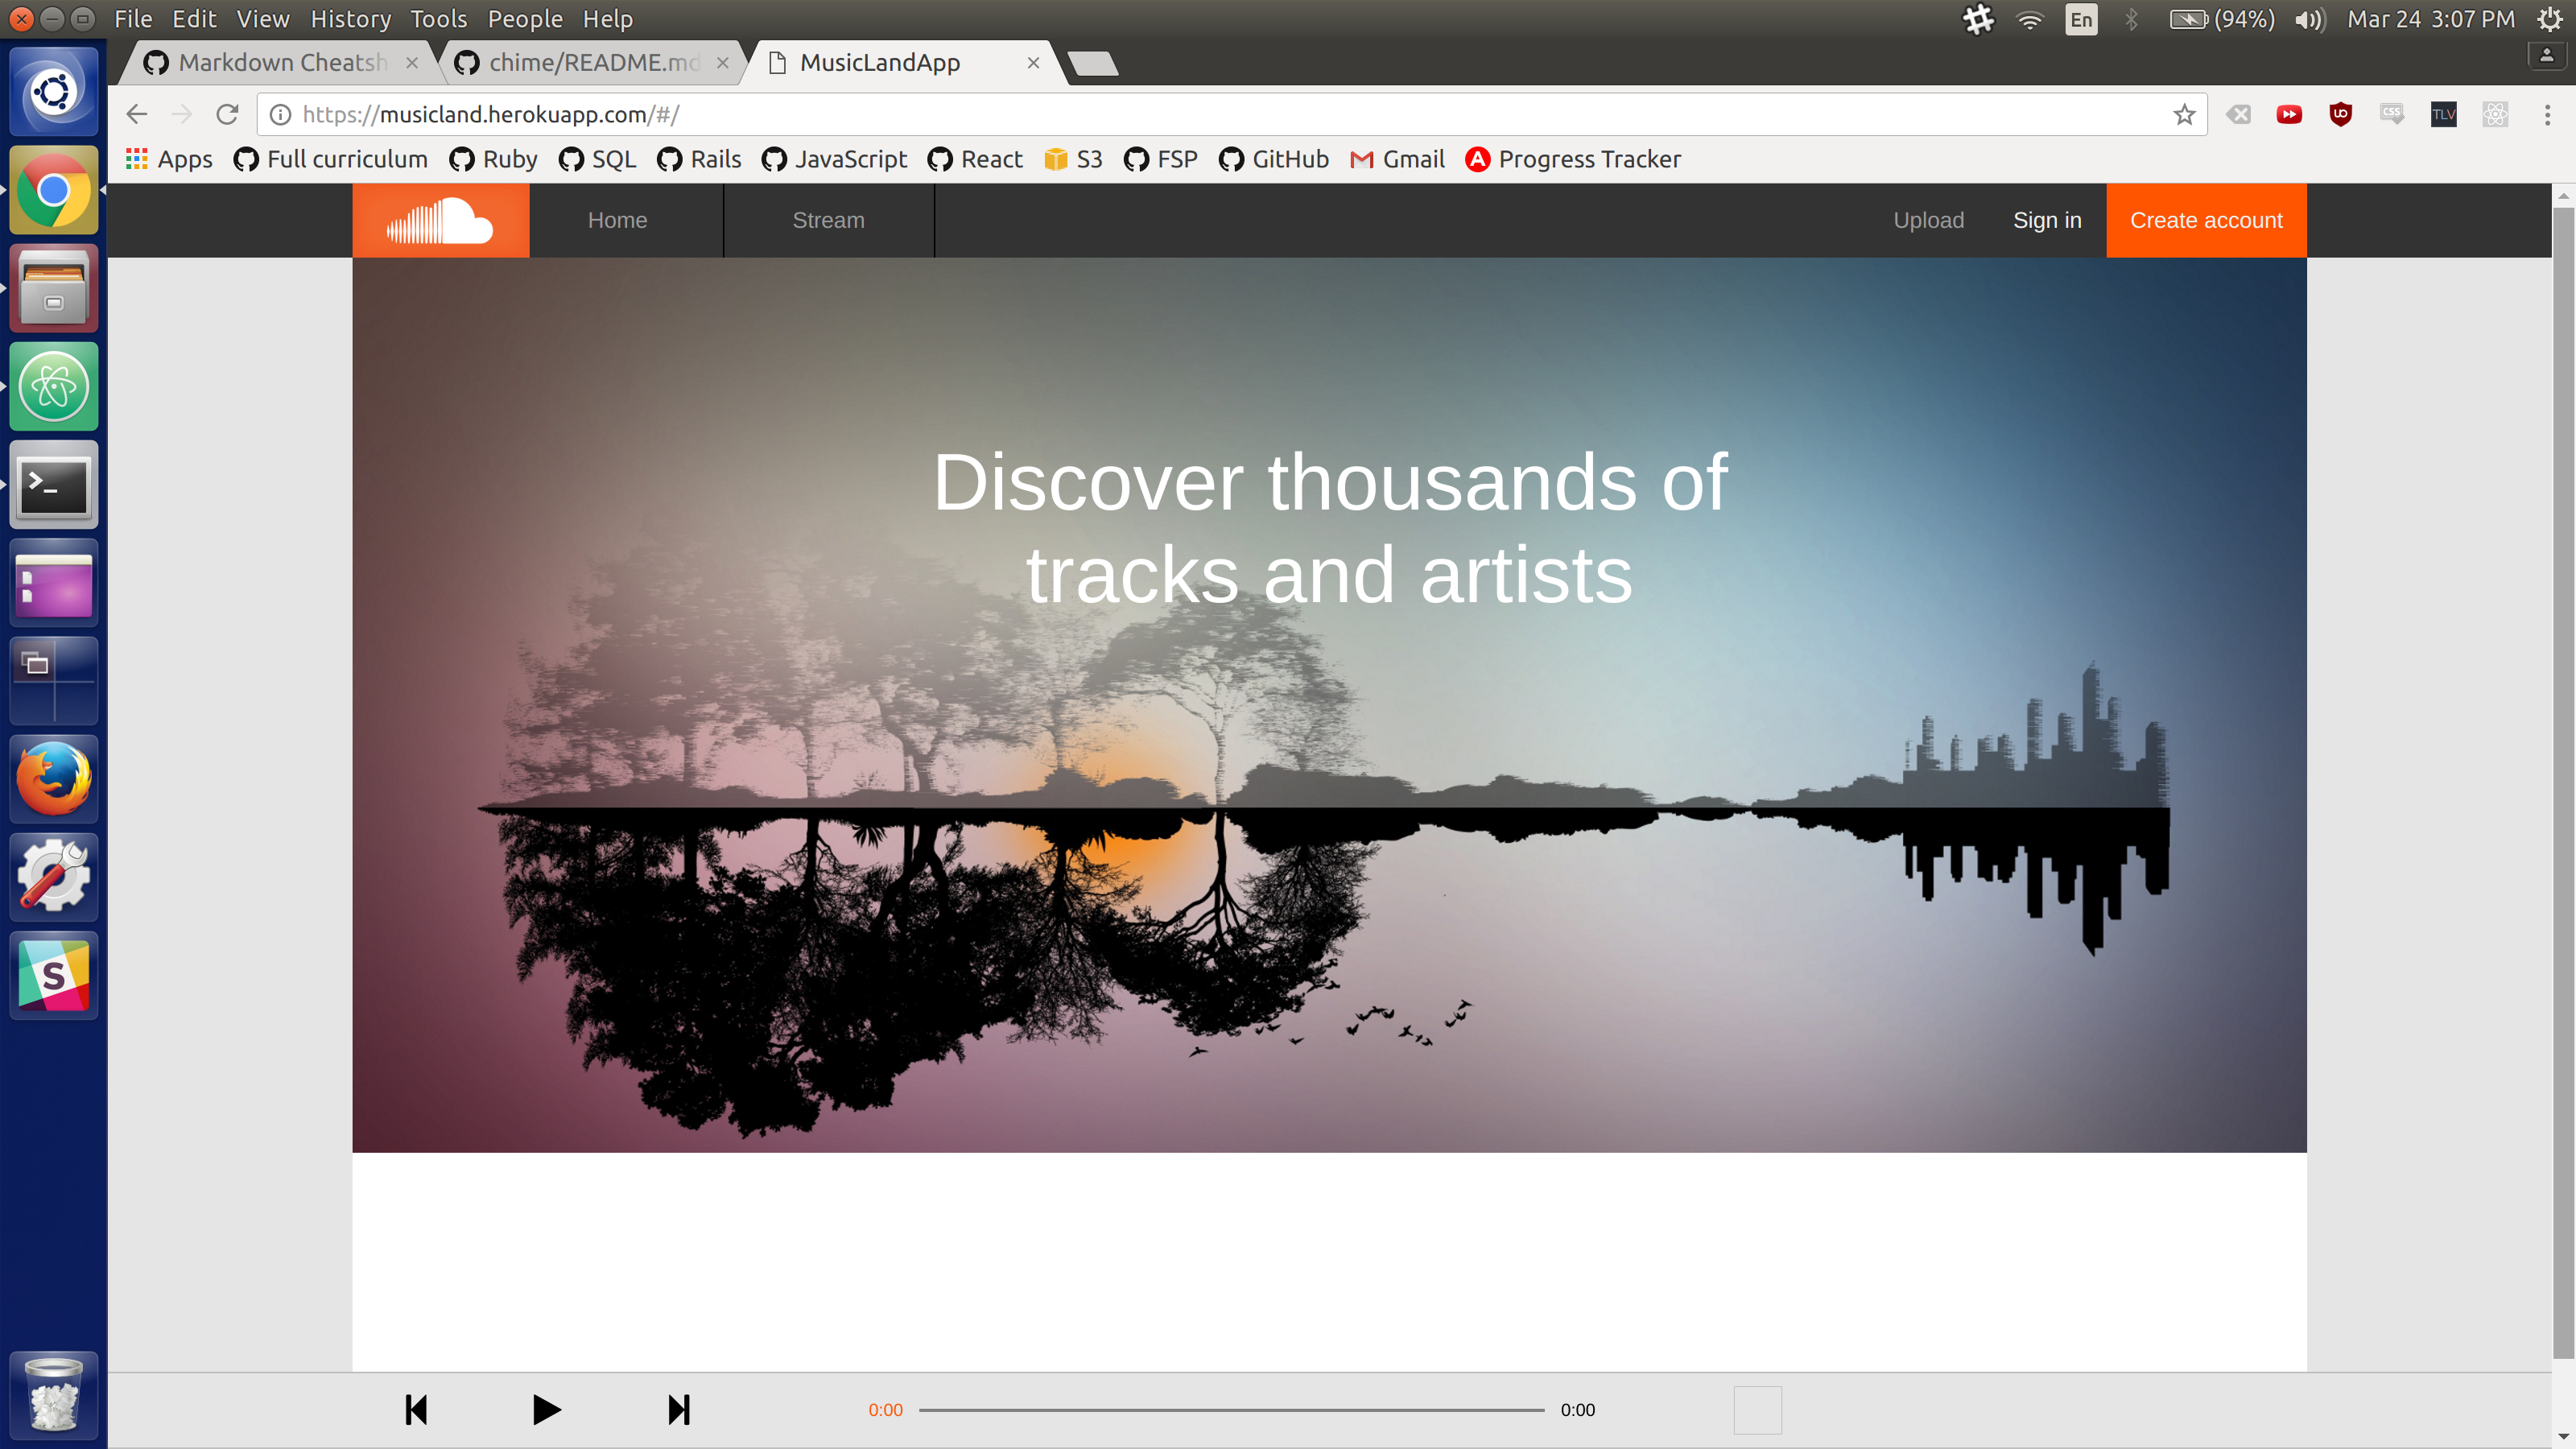 File Edit View History Tools People Help
En (94%) Mar 24 3:07 PM
Markdown Cheatsh
chime/README.md
MusicLandApp
https://musicland.herokuapp.com/#/
CSS TLV
Apps Full curriculum Ruby SQL Rails JavaScript React S3 FSP GitHub Gmail Progress Tracker
Home Stream Upload Sign in Create account
Discover thousands of
tracks and artists
0:00 0:00